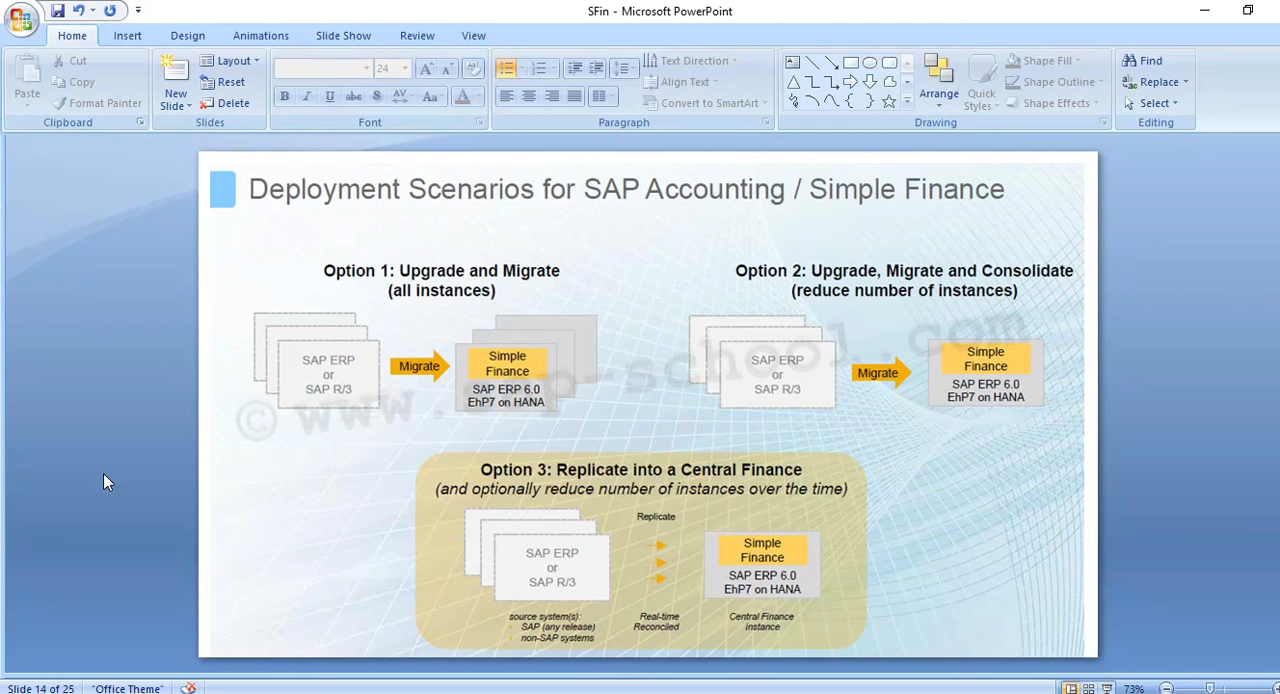 SFin - Microsoft PowerPoint
Home
Insert
Design
Animations
Slide Show
Review
View
Paste
Cut
Copy
Format Painter
Clipboard
New
Slide
Layout
Reset
Delete
Slides
24
B I U abc S AV Aa A
Font
Text Direction
Align Text
Convert to SmartArt
Paragraph
Arrange
Quick
Styles
Shape Fill
Shape Outline
Shape Effects
Drawing
Find
Replace
Select
Editing
Deployment Scenarios for SAP Accounting / Simple Finance
Option 1: Upgrade and Migrate
(all instances)
SAP ERP
or
SAP R/3
Migrate
Simple
Finance
SAP ERP 6.0
EhP7 on HANA
Option 2: Upgrade, Migrate and Consolidate
(reduce number of instances)
SAP ERP
or
SAP R/3
Migrate
Simple
Finance
SAP ERP 6.0
EhP7 on HANA
Option 3: Replicate into a Central Finance
(and optionally reduce number of instances over the time)
SAP ERP
or
SAP R/3
source system(s):
SAP (any release)
non-SAP systems
Replicate
Real-time
Reconciled
Simple
Finance
SAP ERP 6.0
EhP7 on HANA
Central Finance
instance
Slide 14 of 25
"Office Theme"
73%